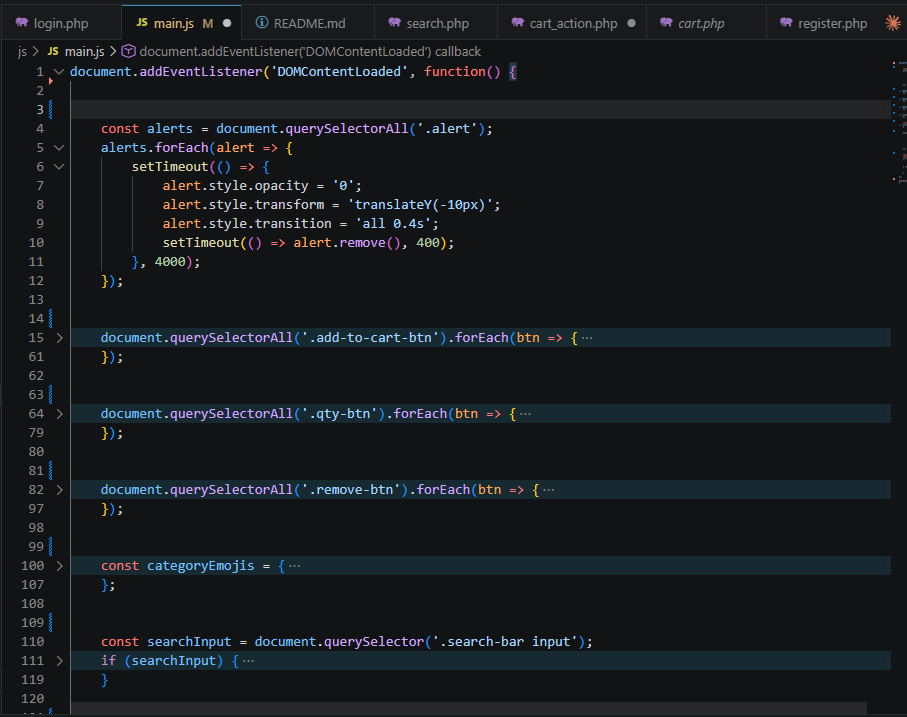 login.php JS main.js M ● README.md search.php cart_action.php ● cart.php register.php
js > JS main.js > document.addEventListener('DOMContentLoaded') callback
1 document.addEventListener('DOMContentLoaded', function() {
2
3
4 const alerts = document.querySelectorAll('.alert');
5 alerts.forEach(alert => {
6 setTimeout(() => {
7 alert.style.opacity = '0';
8 alert.style.transform = 'translateY(-10px)';
9 alert.style.transition = 'all 0.4s';
10 setTimeout(() => alert.remove(), 400);
11 }, 4000);
12 });
13
14
15 document.querySelectorAll('.add-to-cart-btn').forEach(btn => { ⋯
61 });
62
63
64 document.querySelectorAll('.qty-btn').forEach(btn => { ⋯
79 });
80
81
82 document.querySelectorAll('.remove-btn').forEach(btn => { ⋯
97 });
98
99
100 const categoryEmojis = { ⋯
107 };
108
109
110 const searchInput = document.querySelector('.search-bar input');
111 if (searchInput) { ⋯
119 }
120